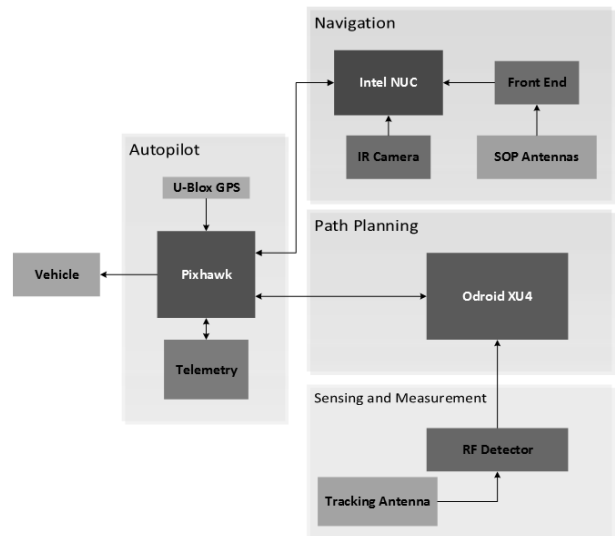 Navigation
Intel NUC
Front End
IR Camera
SOP Antennas
Autopilot
U-Blox GPS
Pixhawk
Telemetry
Vehicle
Path Planning
Odroid XU4
Sensing and Measurement
RF Detector
Tracking Antenna